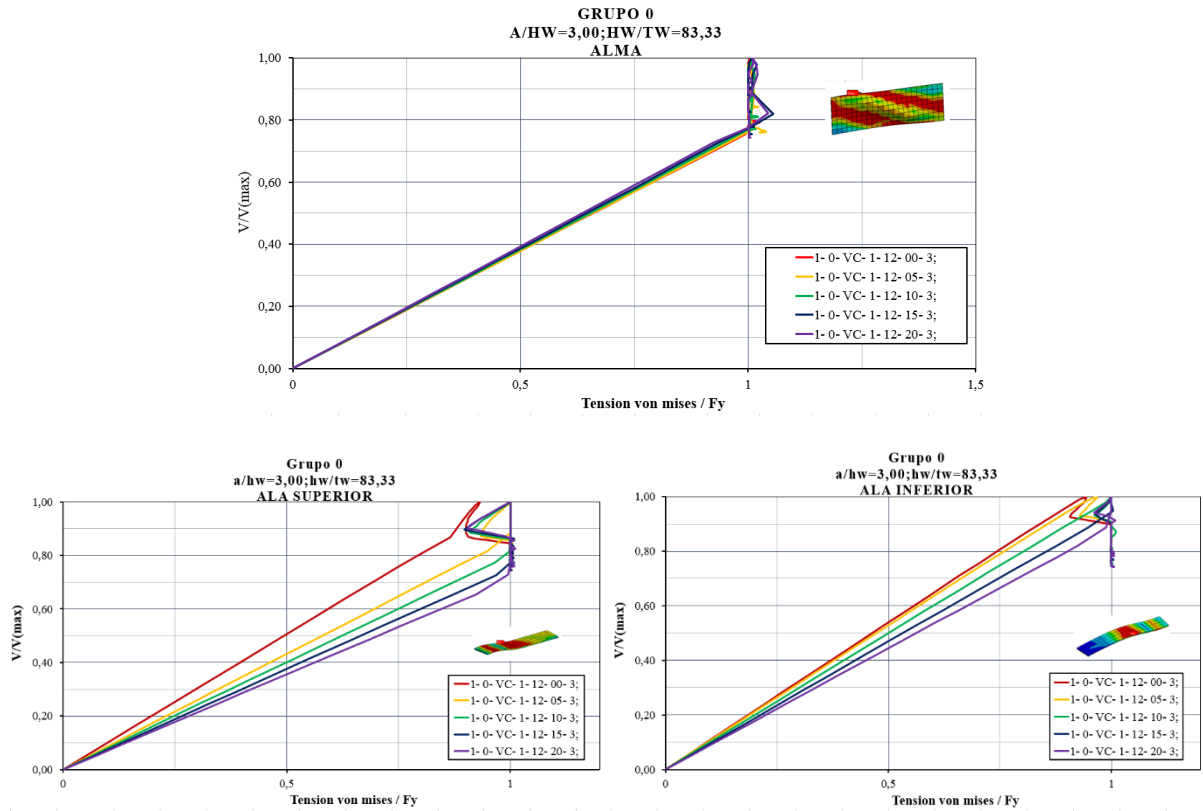 GRUPO 0
A/HW=3,00;HW/TW=83,33
ALMA
1,00
0,80
0,60
0,40
0,20
0,00
V/V(max)
0
0,5
1
1,5
Tension von mises / Fy
1- 0- VC- 1- 12- 00- 3;
1- 0- VC- 1- 12- 05- 3;
1- 0- VC- 1- 12- 10- 3;
1- 0- VC- 1- 12- 15- 3;
1- 0- VC- 1- 12- 20- 3;
Grupo 0
a/hw=3,00;hw/tw=83,33
ALA SUPERIOR
1,00
0,80
0,60
0,40
0,20
0,00
V/V(max)
0
0,5
1
Tension von mises / Fy
1- 0- VC- 1- 12- 00- 3;
1- 0- VC- 1- 12- 05- 3;
1- 0- VC- 1- 12- 10- 3;
1- 0- VC- 1- 12- 15- 3;
1- 0- VC- 1- 12- 20- 3;
Grupo 0
a/hw=3,00;hw/tw=83,33
ALA INFERIOR
1,00
0,80
0,60
0,40
0,20
0,00
V/V(max)
0
0,5
1
Tension von mises / Fy
1- 0- VC- 1- 12- 00- 3;
1- 0- VC- 1- 12- 05- 3;
1- 0- VC- 1- 12- 10- 3;
1- 0- VC- 1- 12- 15- 3;
1- 0- VC- 1- 12- 20- 3;